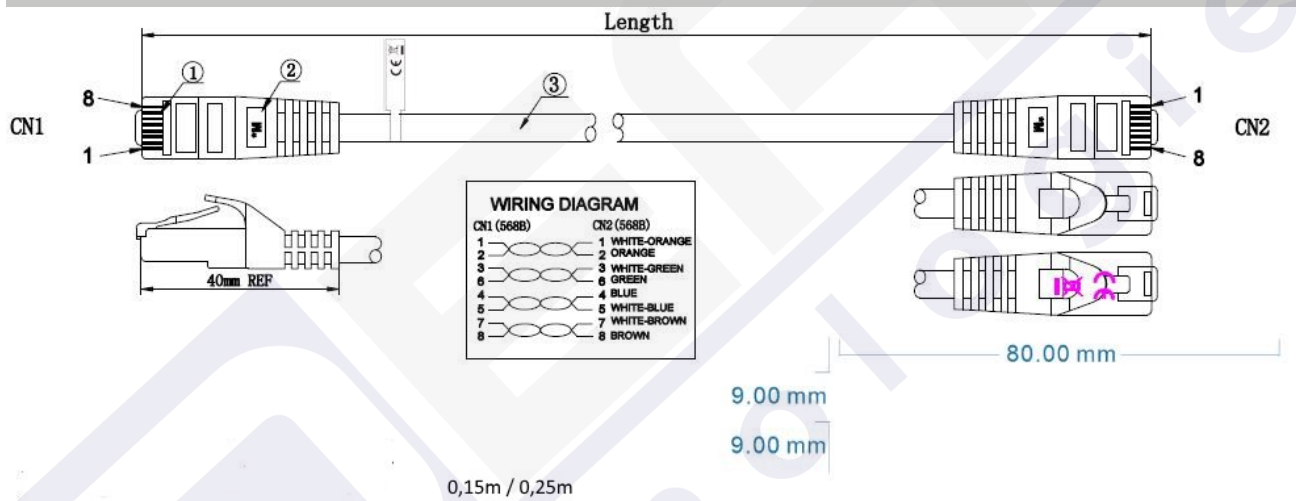 Length
① ②
③
8
CN1
1
1
CN2
8
CE
M*
M*
40mm REF
WIRING DIAGRAM
CN1 (568B) CN2 (568B)
1 1 WHITE-ORANGE
2 2 ORANGE
3 3 WHITE-GREEN
6 6 GREEN
4 4 BLUE
5 5 WHITE-BLUE
7 7 WHITE-BROWN
8 8 BROWN
CE
80.00 mm
9.00 mm
9.00 mm
0,15m / 0,25m